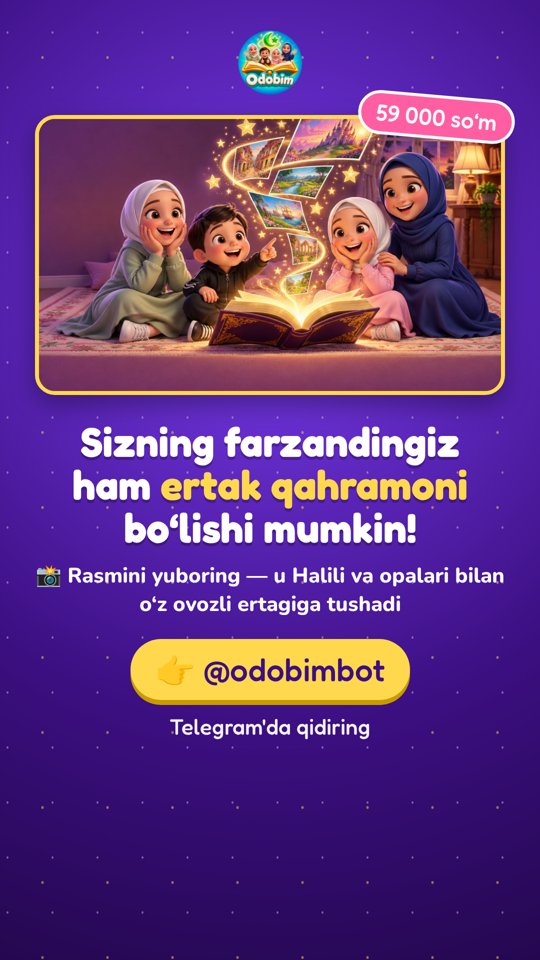 Odobim
59 000 so‘m
Sizning farzandingiz
ham ertak qahramoni
bo‘lishi mumkin!
📸 Rasmini yuboring — u Halili va opalari bilan
o‘z ovozli ertagiga tushadi
👉 @odobimbot
Telegram'da qidiring